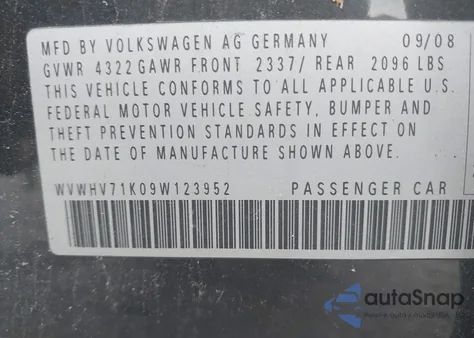 MFD BY VOLKSWAGEN AG GERMANY 09/08
GVWR 4322 GAWR FRONT 2337/ REAR 2096 LBS
THIS VEHICLE CONFORMS TO ALL APPLICABLE U.S.
FEDERAL MOTOR VEHICLE SAFETY, BUMPER AND
THEFT PREVENTION STANDARDS IN EFFECT ON
THE DATE OF MANUFACTURE SHOWN ABOVE.
WVWHV71K09W123952 PASSENGER CAR
autoSnap